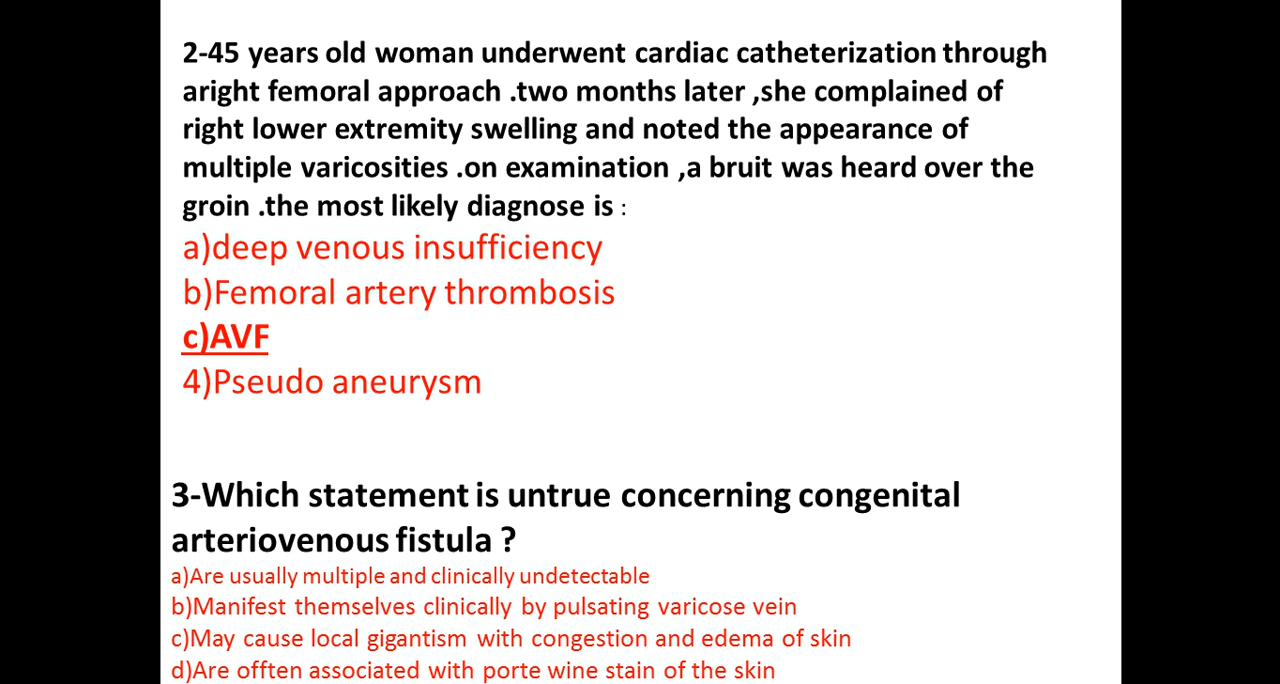 2-45 years old woman underwent cardiac catheterization through
aright femoral approach .two months later ,she complained of
right lower extremity swelling and noted the appearance of
multiple varicosities .on examination ,a bruit was heard over the
groin .the most likely diagnose is :
a)deep venous insufficiency
b)Femoral artery thrombosis
c)AVF
4)Pseudo aneurysm
3-Which statement is untrue concerning congenital
arteriovenous fistula ?
a)Are usually multiple and clinically undetectable
b)Manifest themselves clinically by pulsating varicose vein
c)May cause local gigantism with congestion and edema of skin
d)Are offten associated with porte wine stain of the skin